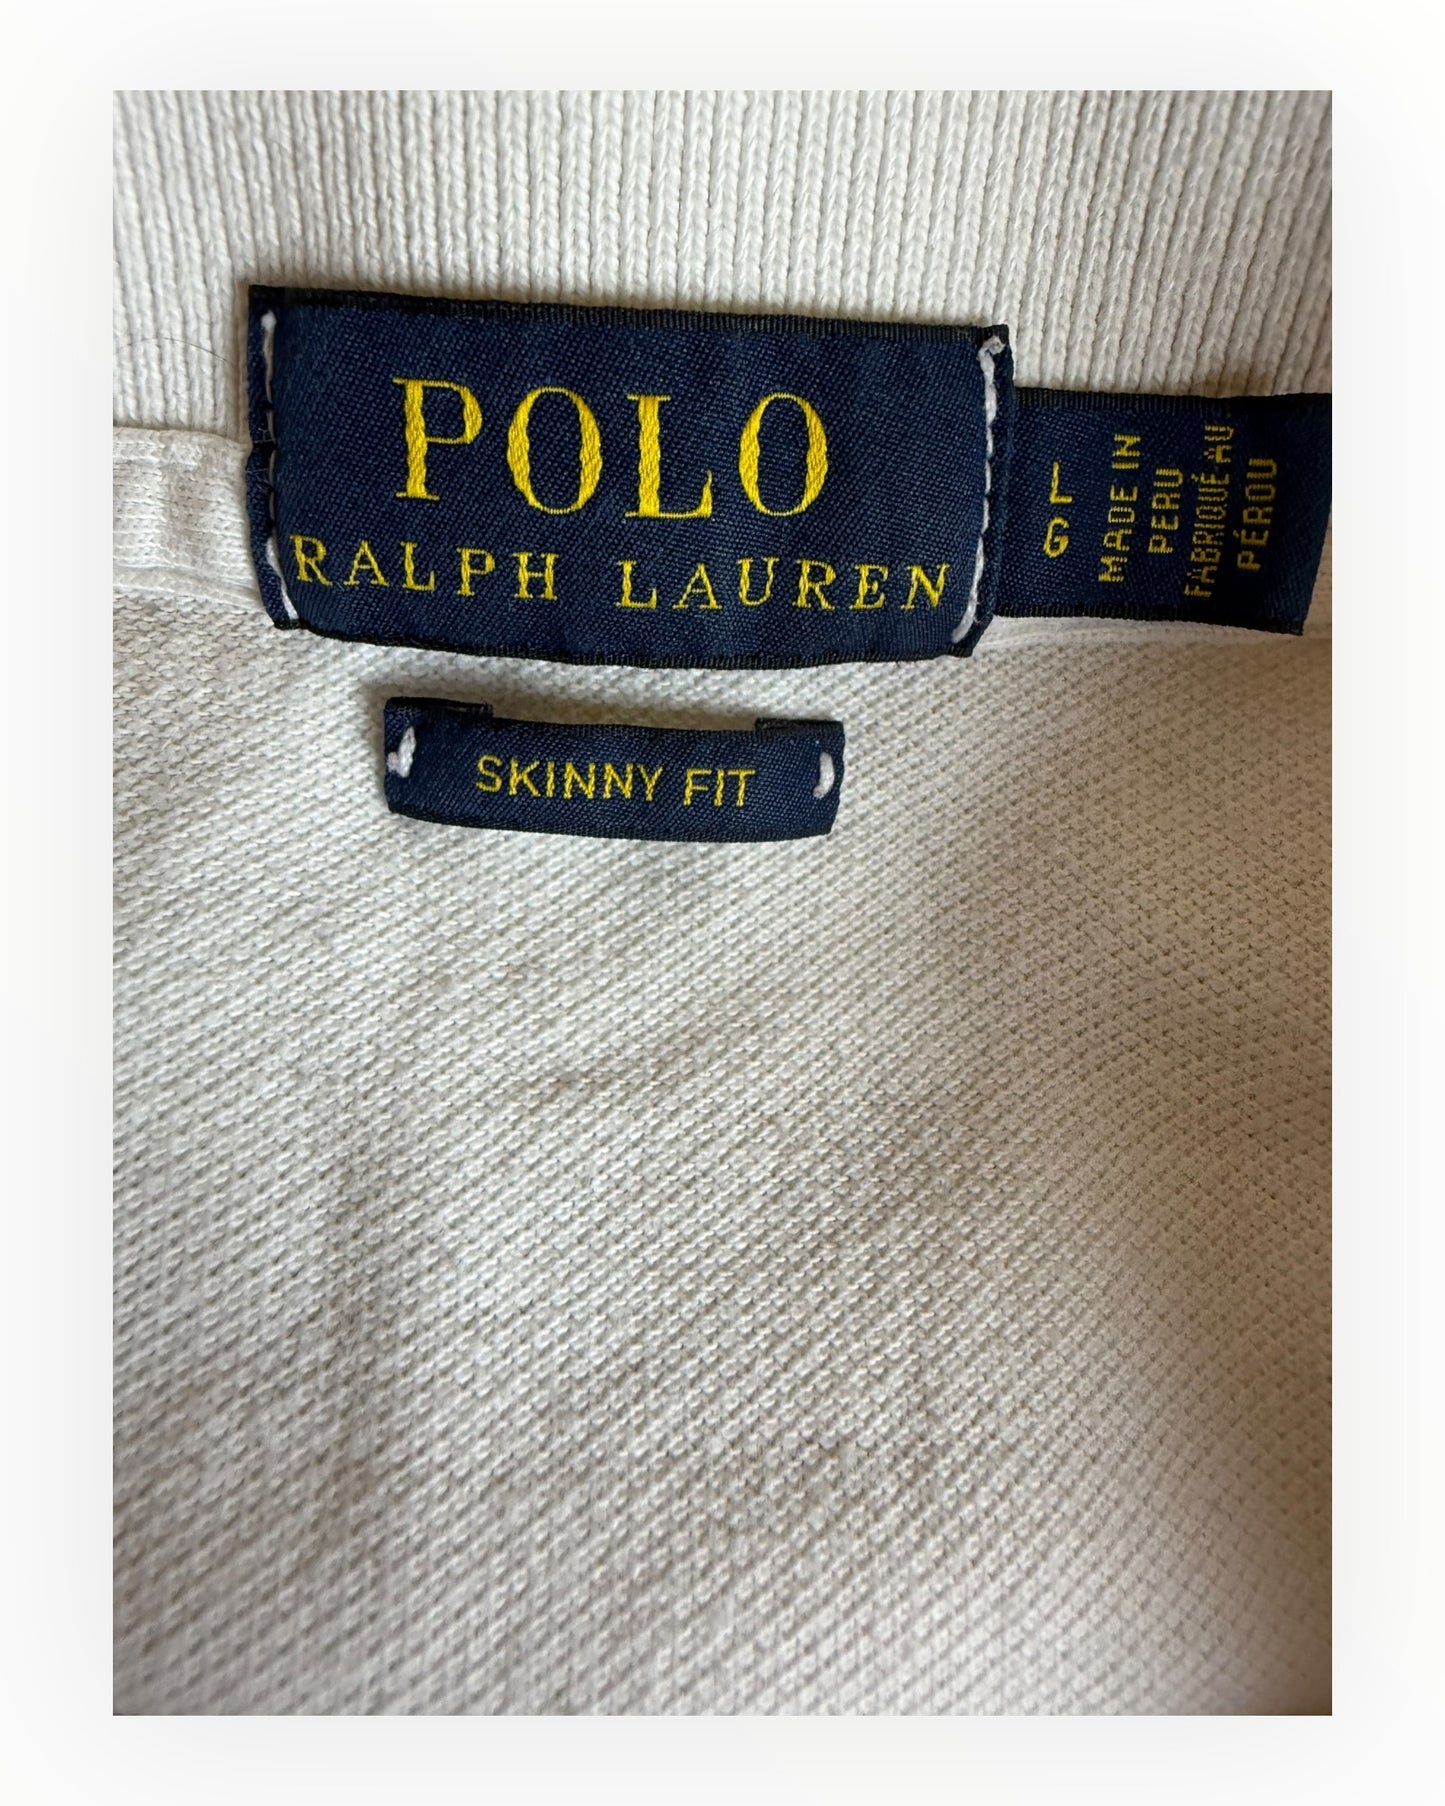 POLO
RALPH LAUREN
L
G
MADE IN
PERU
FABRIQUÉ AU
PÉROU
SKINNY FIT